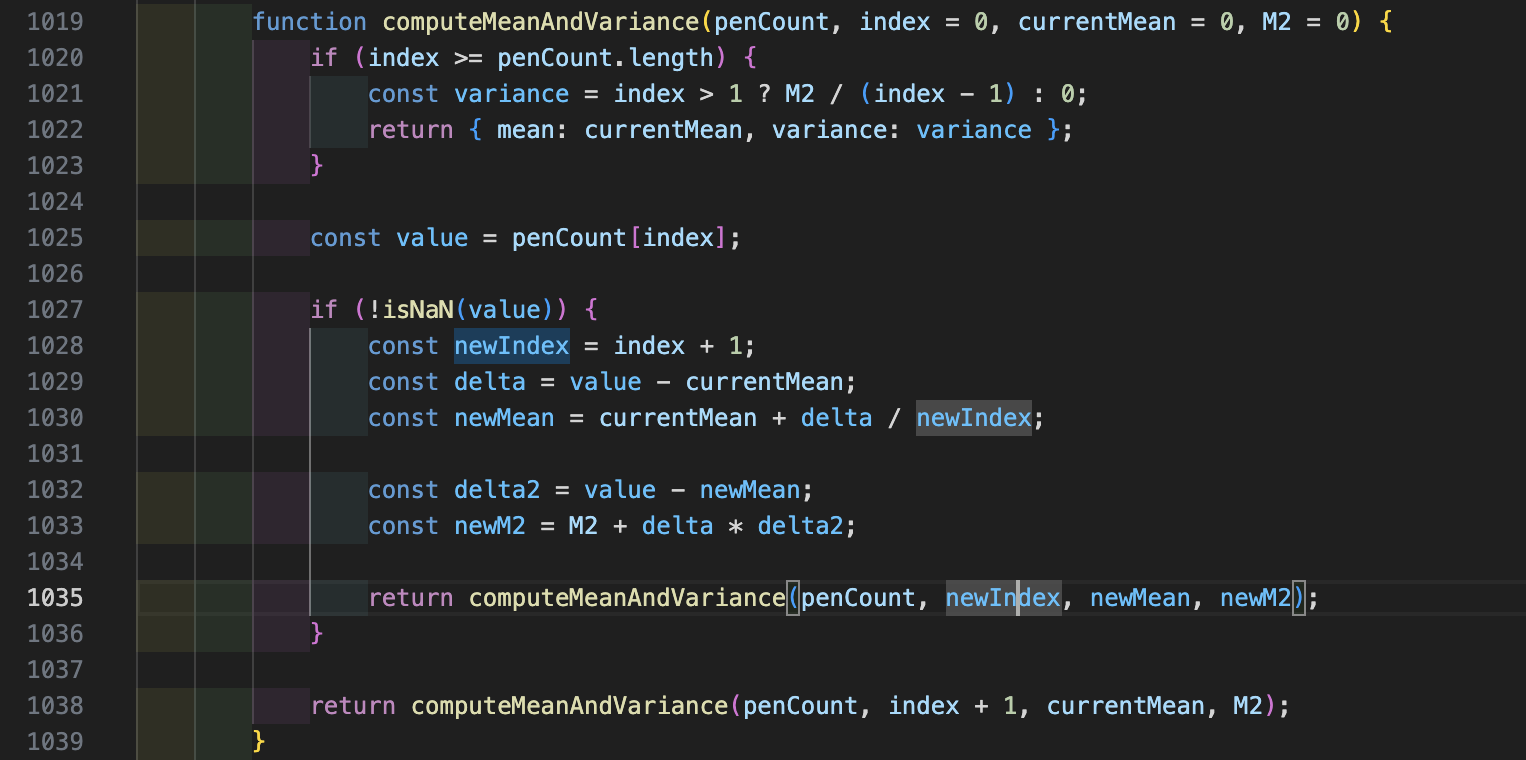 1019 function computeMeanAndVariance(penCount, index = 0, currentMean = 0, M2 = 0) {
1020 if (index >= penCount.length) {
1021 const variance = index > 1 ? M2 / (index - 1) : 0;
1022 return { mean: currentMean, variance: variance };
1023 }
1024
1025 const value = penCount[index];
1026
1027 if (!isNaN(value)) {
1028 const newIndex = index + 1;
1029 const delta = value - currentMean;
1030 const newMean = currentMean + delta / newIndex;
1031
1032 const delta2 = value - newMean;
1033 const newM2 = M2 + delta * delta2;
1034
1035 return computeMeanAndVariance(penCount, newIndex, newMean, newM2);
1036 }
1037
1038 return computeMeanAndVariance(penCount, index + 1, currentMean, M2);
1039 }